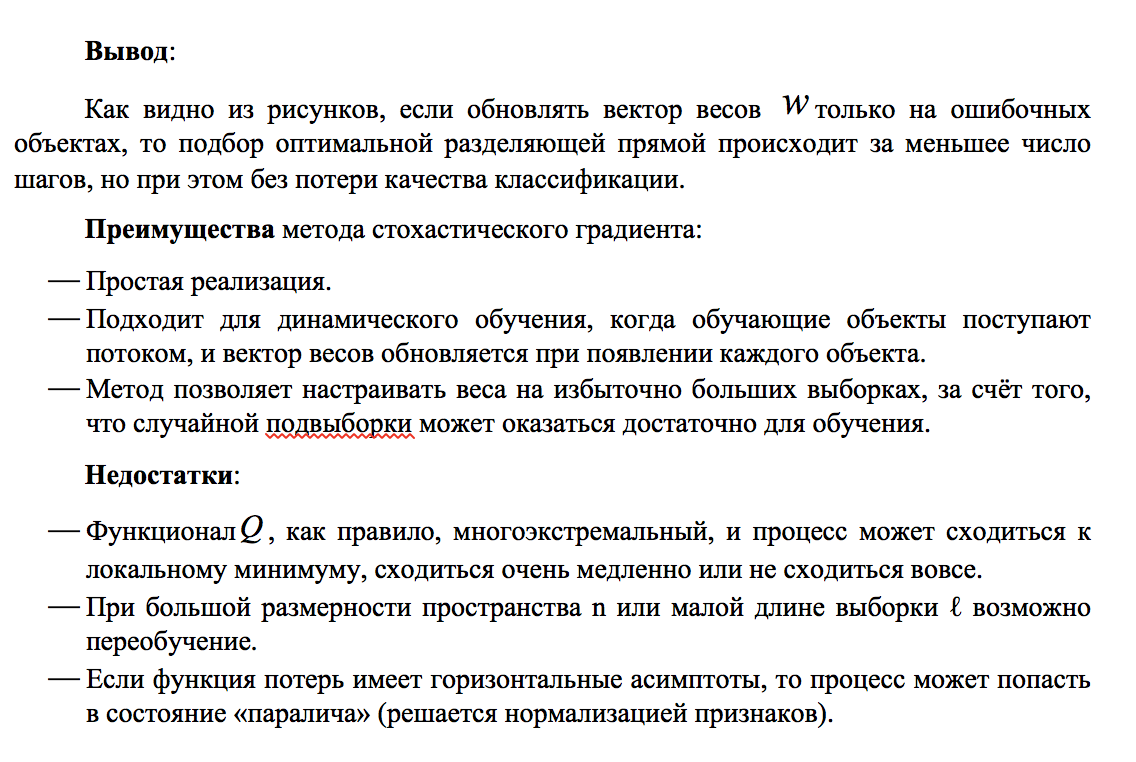 Вывод:
Как видно из рисунков, если обновлять вектор весов w только на ошибочных
объектах, то подбор оптимальной разделяющей прямой происходит за меньшее число
шагов, но при этом без потери качества классификации.
Преимущества метода стохастического градиента:
— Простая реализация.
— Подходит для динамического обучения, когда обучающие объекты поступают
потоком, и вектор весов обновляется при появлении каждого объекта.
— Метод позволяет настраивать веса на избыточно больших выборках, за счёт того,
что случайной подвыборки может оказаться достаточно для обучения.
Недостатки:
— Функционал Q, как правило, многоэкстремальный, и процесс может сходиться к
локальному минимуму, сходиться очень медленно или не сходиться вовсе.
— При большой размерности пространства n или малой длине выборки ℓ возможно
переобучение.
— Если функция потерь имеет горизонтальные асимптоты, то процесс может попасть
в состояние «паралича» (решается нормализацией признаков).